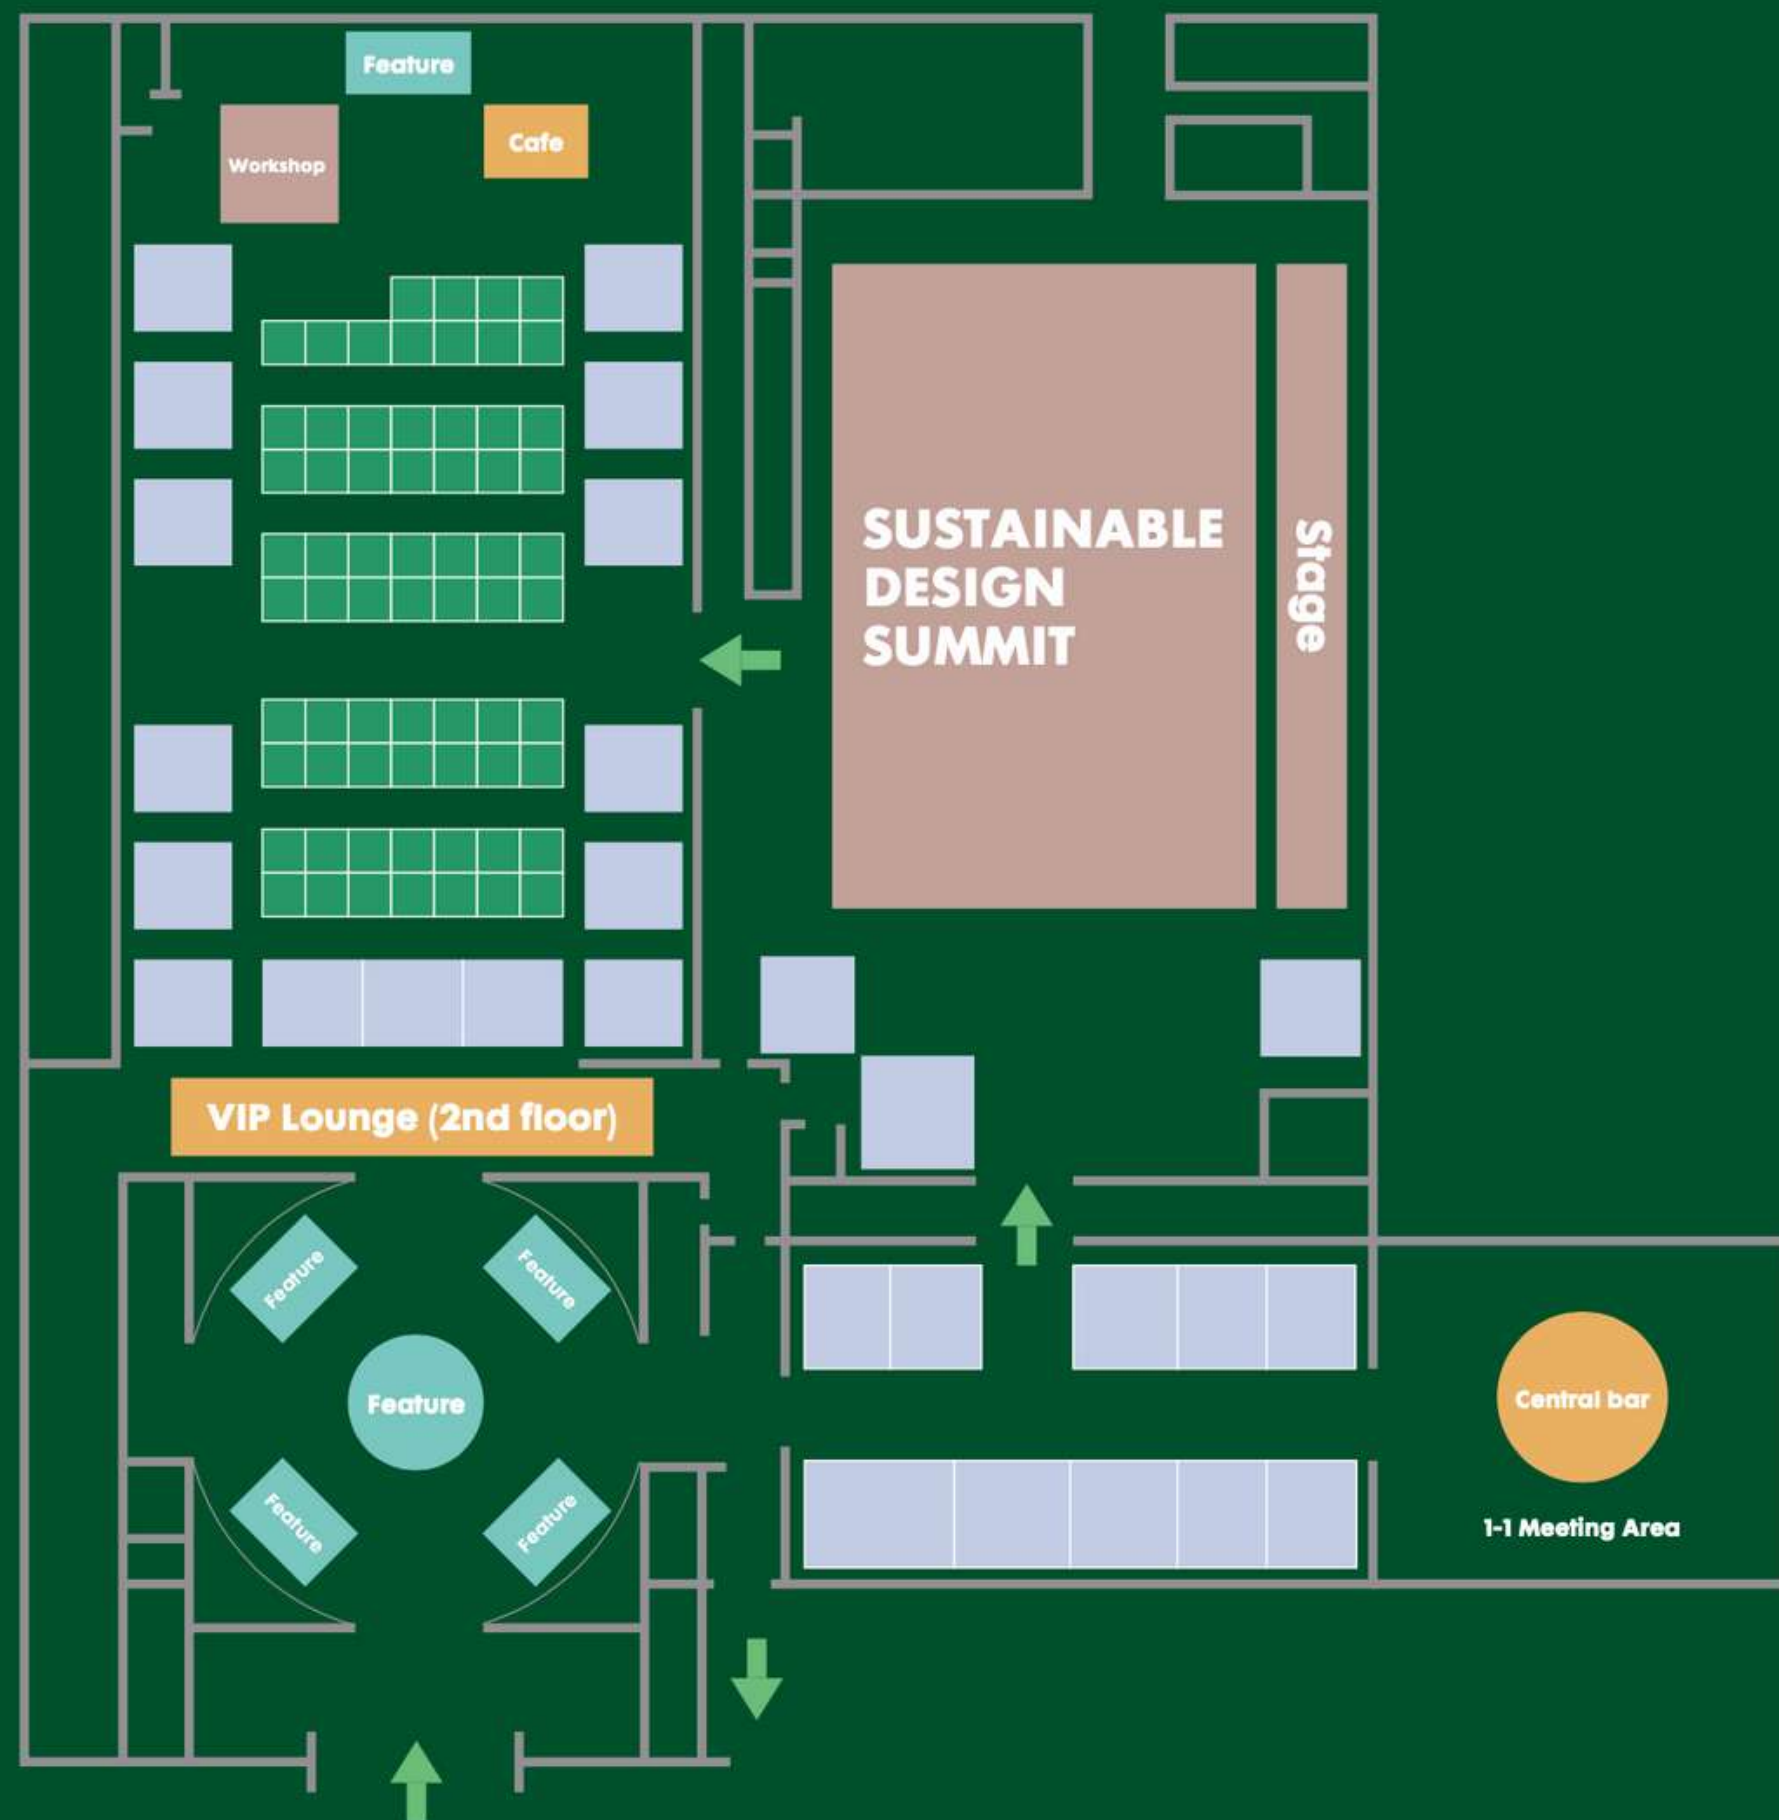 Feature
Cafe
Workshop
SUSTAINABLE
DESIGN
SUMMIT
Stage
VIP Lounge (2nd floor)
Feature
Feature
Feature
Central bar
Feature
Feature
1-1 Meeting Area